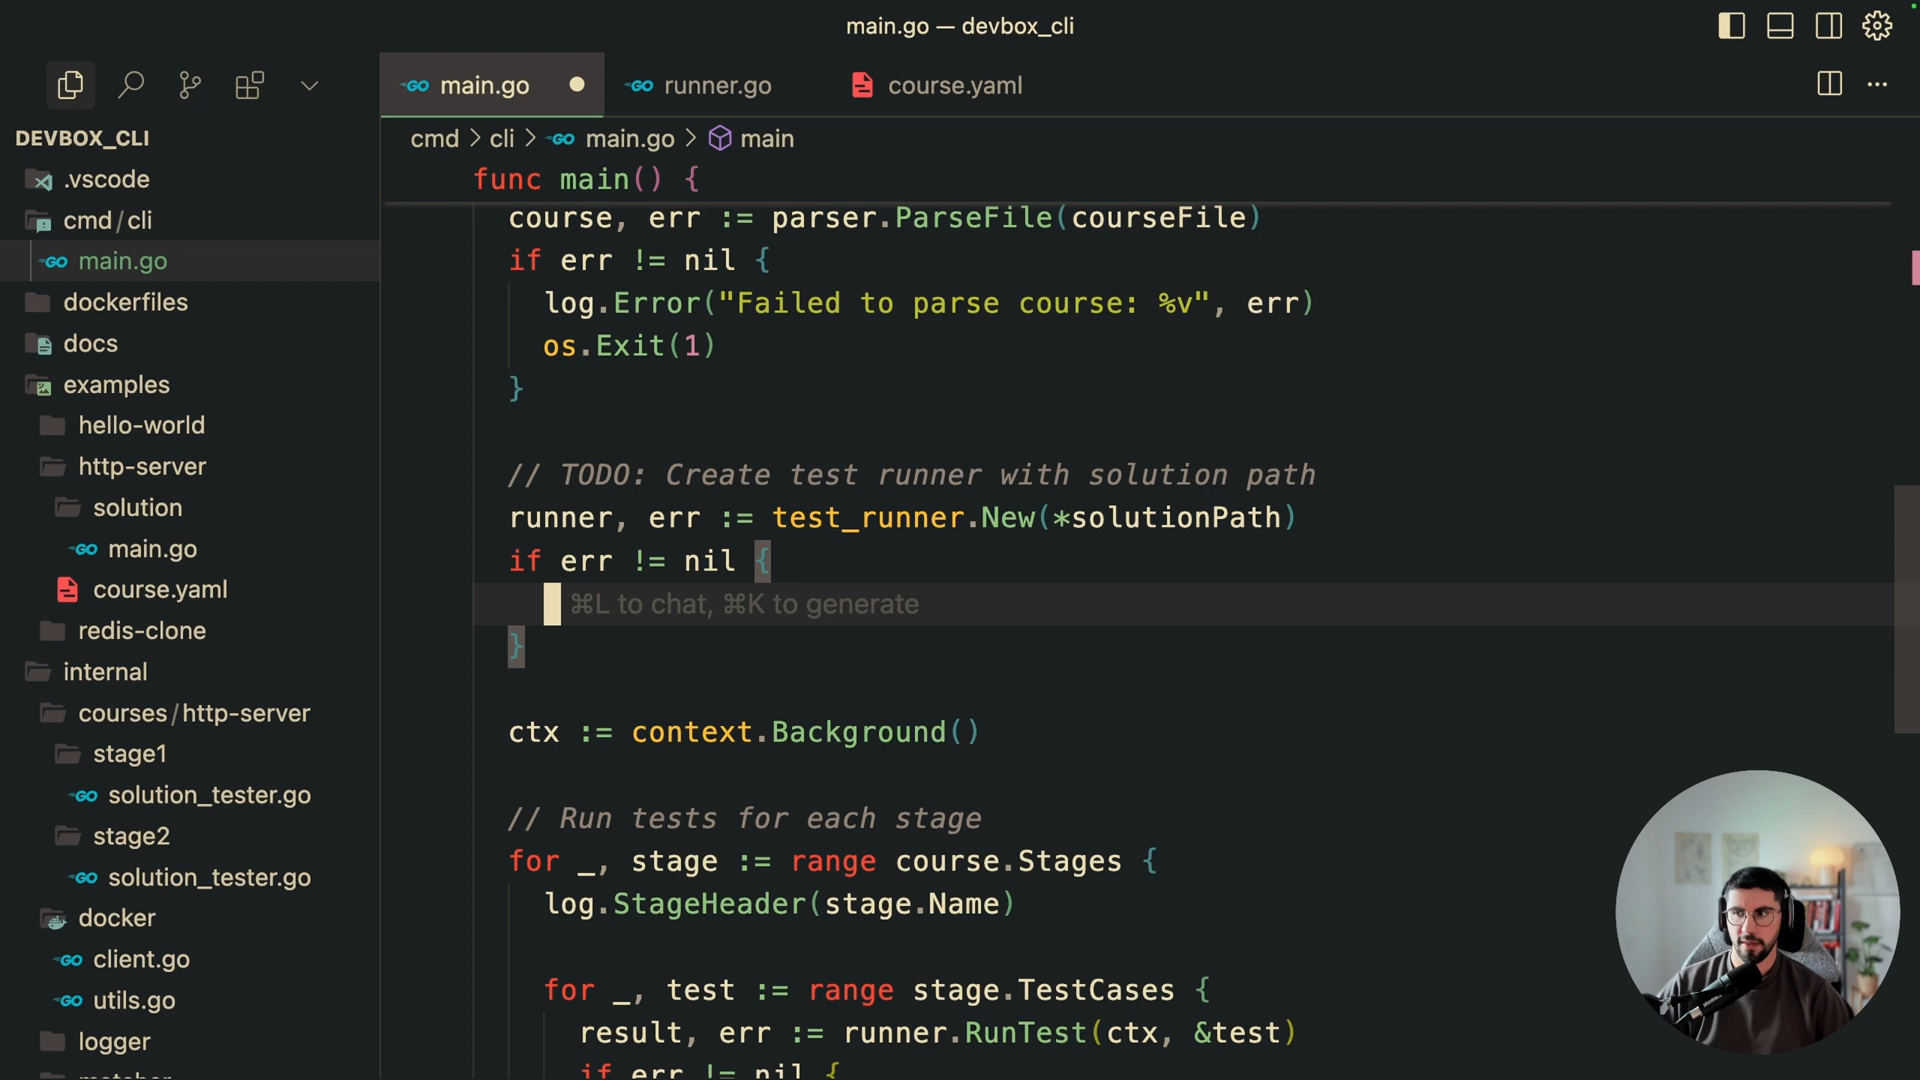 main.go — devbox_cli
main.go
runner.go
course.yaml
DEVBOX_CLI
.vscode
cmd/cli
main.go
dockerfiles
docs
examples
hello-world
http-server
solution
main.go
course.yaml
redis-clone
internal
courses/http-server
stage1
solution_tester.go
stage2
solution_tester.go
docker
client.go
utils.go
logger
cmd > cli > GO main.go > main
func main() {
course, err := parser.ParseFile(courseFile)
if err != nil {
log.Error("Failed to parse course: %v", err)
os.Exit(1)
}
// TODO: Create test runner with solution path
runner, err := test_runner.New(*solutionPath)
if err != nil {
⌘L to chat, ⌘K to generate
}
ctx := context.Background()
// Run tests for each stage
for _, stage := range course.Stages {
log.StageHeader(stage.Name)
for _, test := range stage.TestCases {
result, err := runner.RunTest(ctx, &test)
if err != nil {